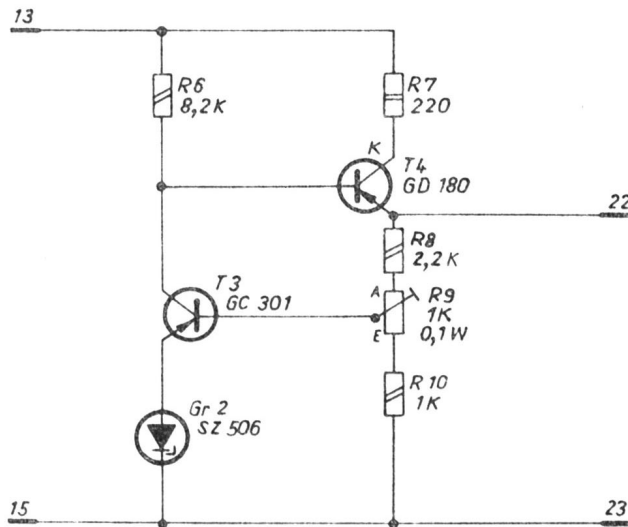 13
R6
8,2K
R7
220
K
T4
GD 180
22
R8
2,2K
T3
GC 301
A
R9
1K
E
0,1W
R10
1K
Gr 2
SZ 506
15
23